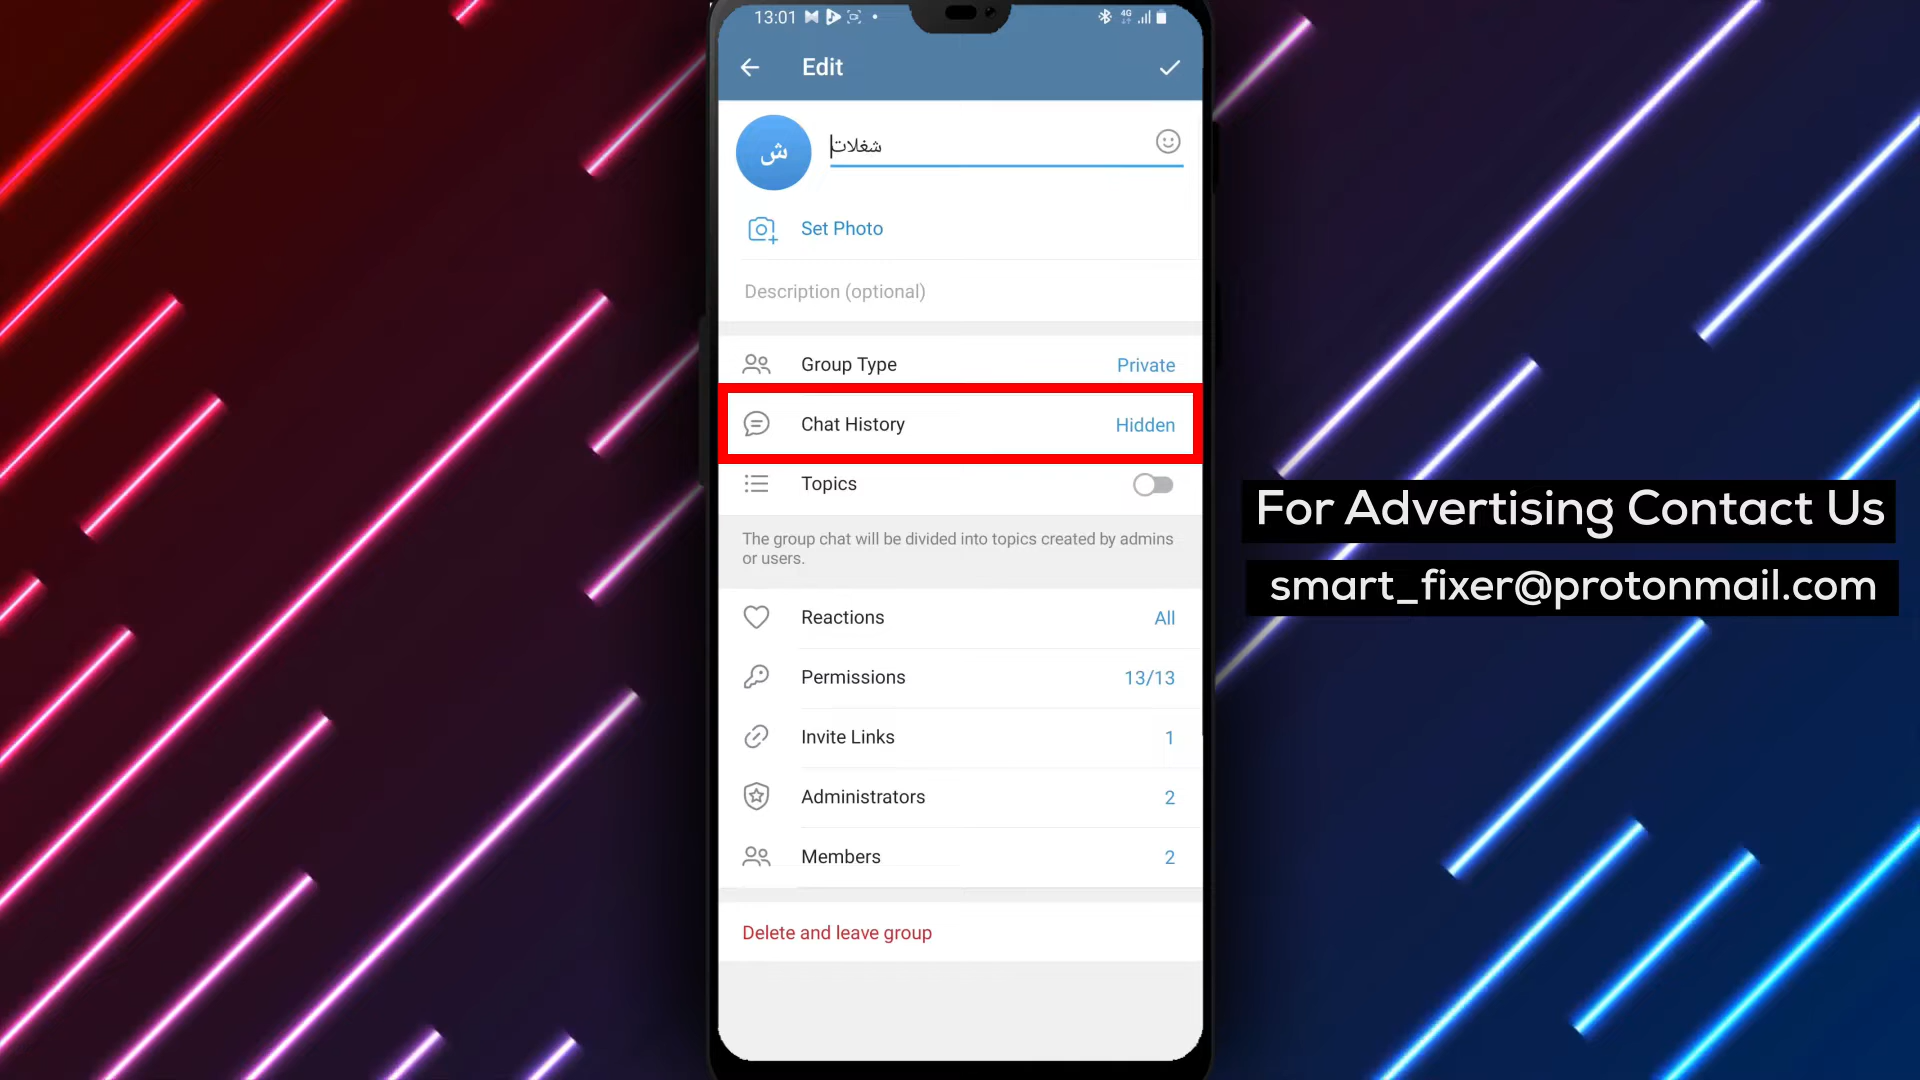 13:01
4G
Edit
ش
شغلات
Set Photo
Description (optional)
Group Type
Private
Chat History
Hidden
Topics
The group chat will be divided into topics created by admins
or users.
Reactions
All
Permissions
13/13
Invite Links
1
Administrators
2
Members
2
Delete and leave group
For Advertising Contact Us
smart_fixer@protonmail.com